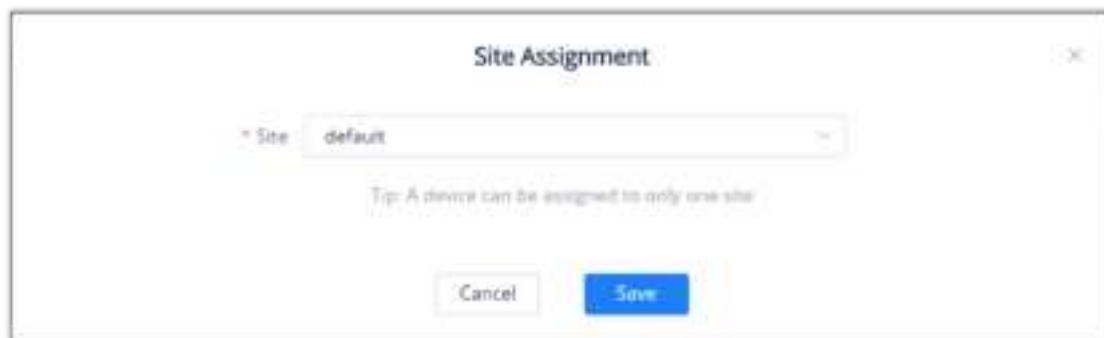 Site Assignment
* Site default
Tip: A device can be assigned to only one site
Cancel Save